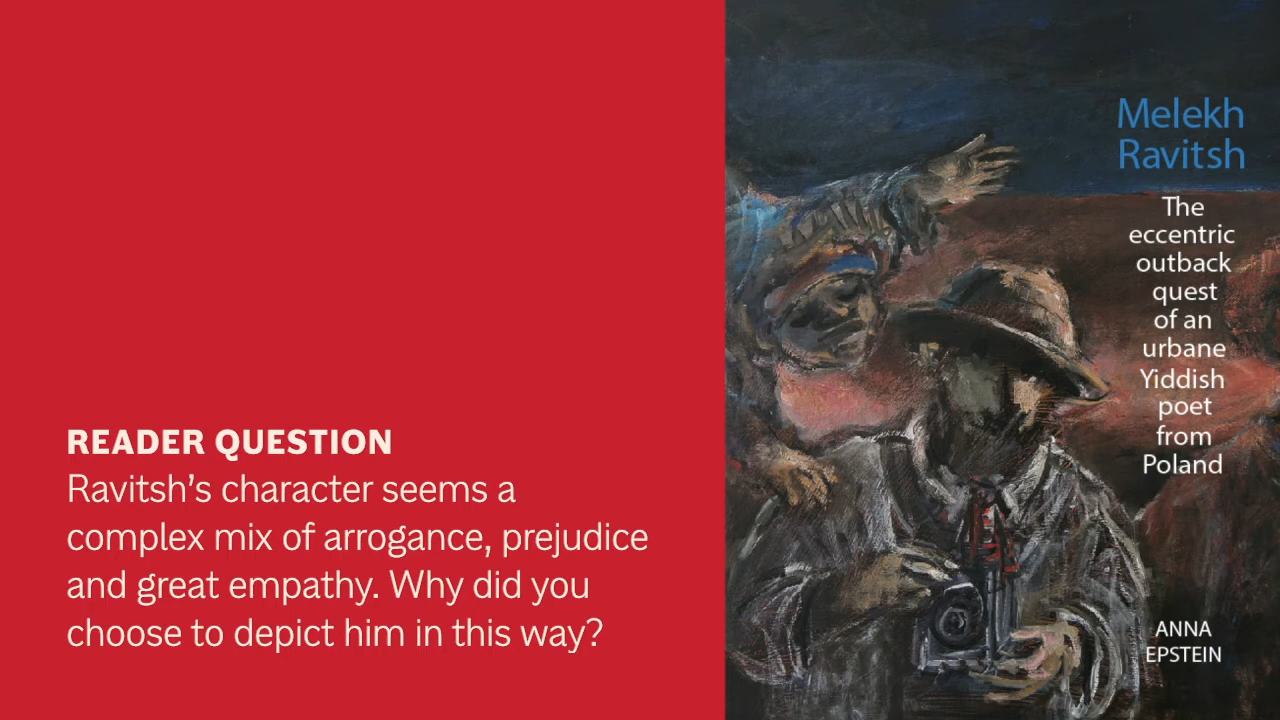 READER QUESTION
Ravitsh’s character seems a
complex mix of arrogance, prejudice
and great empathy. Why did you
choose to depict him in this way?
Melekh
Ravitsh
The
eccentric
outback
quest
of an
urbane
Yiddish
poet
from
Poland
ANNA
EPSTEIN